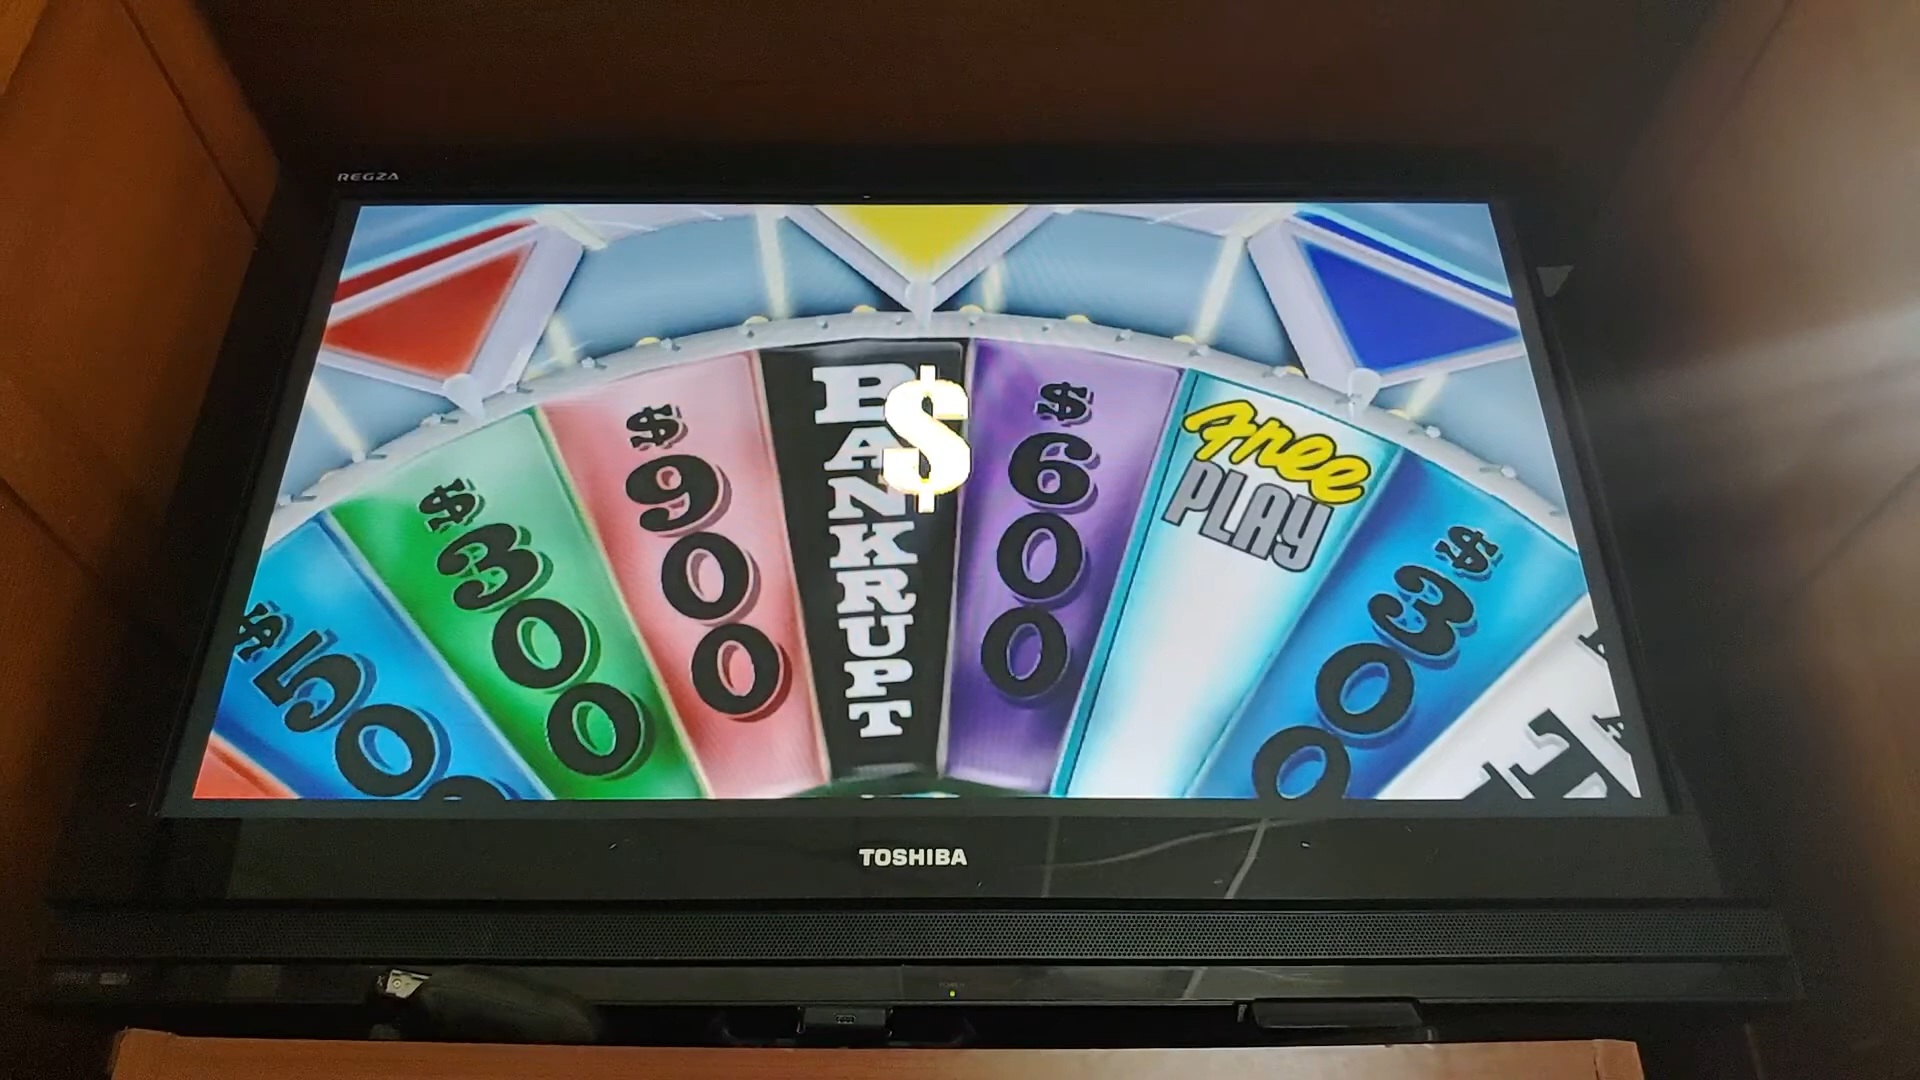 REGZA
$500
$300
$900
BANKRUPT
$
$600
Free
PLAY
$300
TOSHIBA